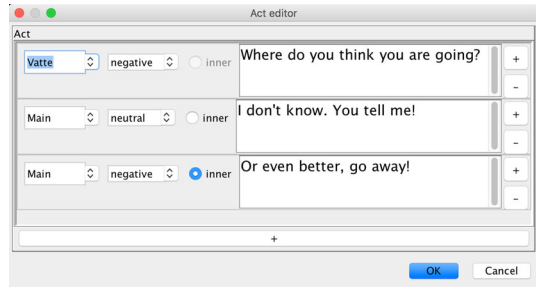 Act editor
Act
Vatte negative inner Where do you think you are going? +
-
Main neutral inner I don't know. You tell me! +
-
Main negative inner Or even better, go away! +
-
+
OK Cancel